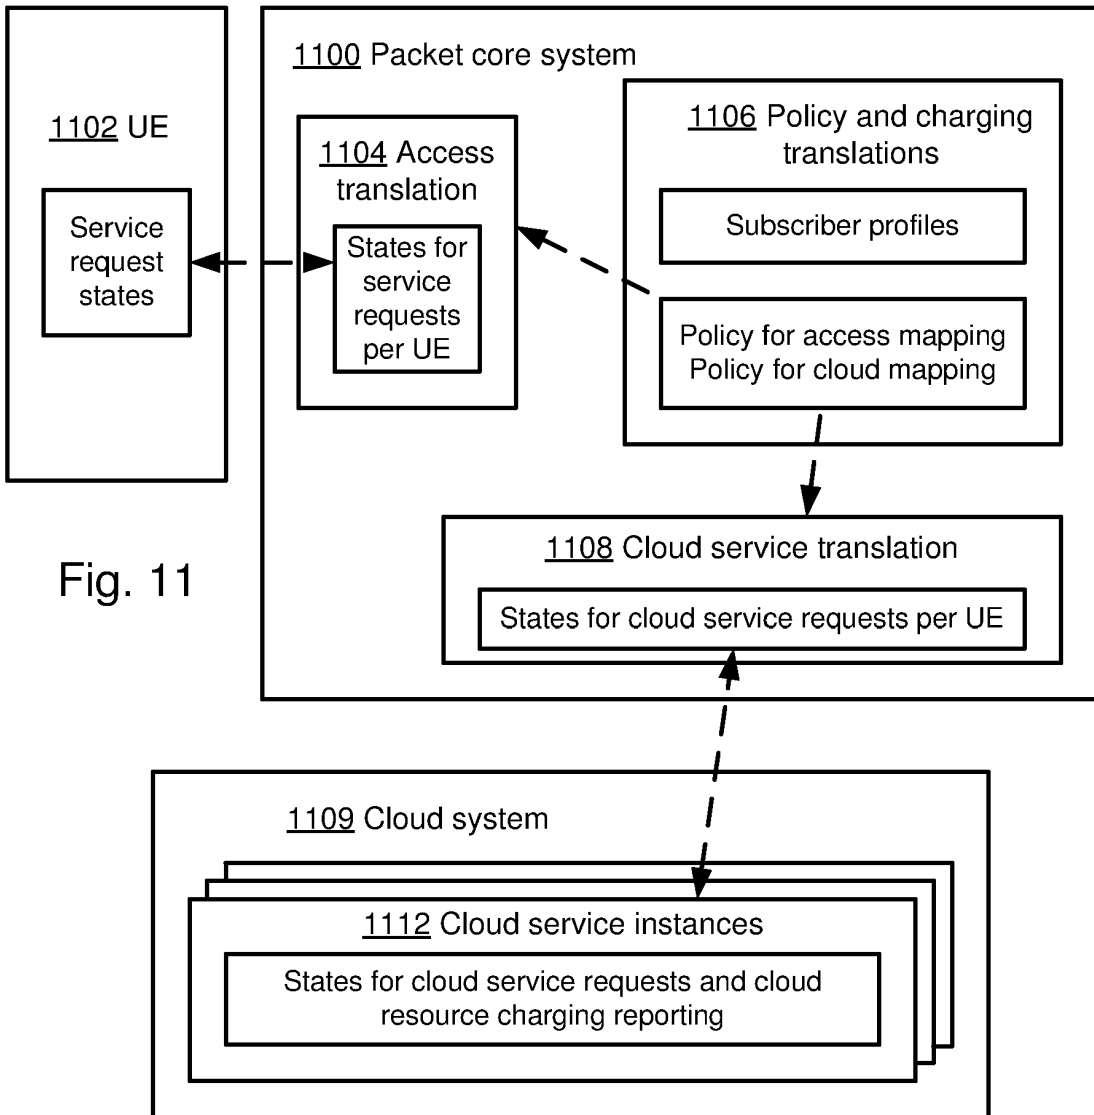 1100 Packet core system
1102 UE
Service
request
states
1104 Access
translation
States for
service
requests
per UE
1106 Policy and charging
translations
Subscriber profiles
Policy for access mapping
Policy for cloud mapping
1108 Cloud service translation
States for cloud service requests per UE
Fig. 11
1109 Cloud system
1112 Cloud service instances
States for cloud service requests and cloud
resource charging reporting